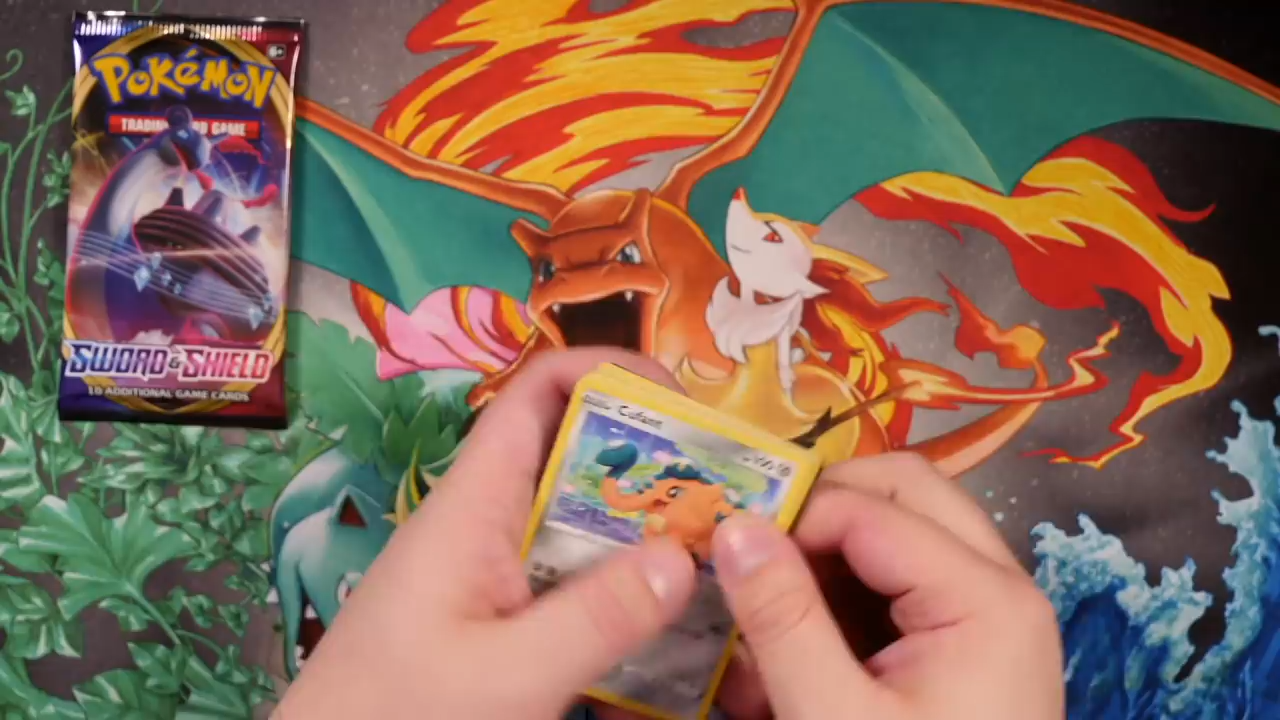 POKéMON
TRADING CARD GAME
SWORD & SHIELD
10 ADDITIONAL GAME CARDS
Cufant